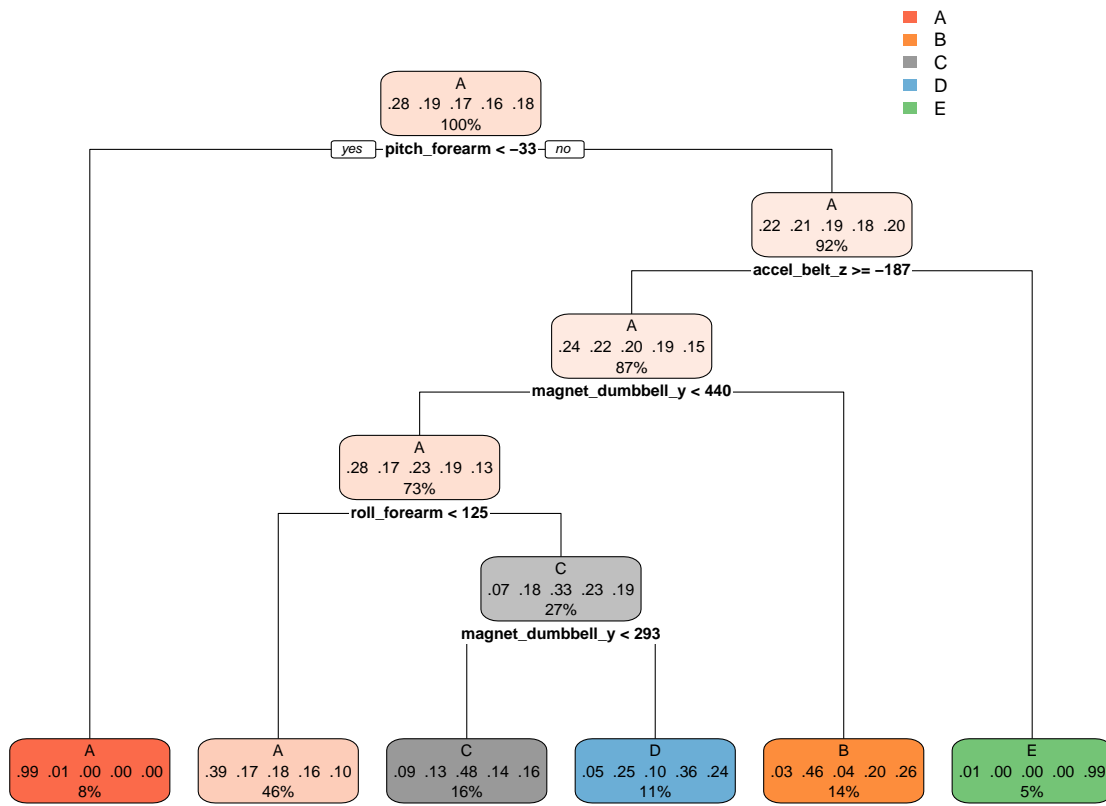 A
B
C
D
E
A
.28 .19 .17 .16 .18
100%
yes pitch_forearm < −33 no
A
.22 .21 .19 .18 .20
92%
accel_belt_z >= −187
A
.24 .22 .20 .19 .15
87%
magnet_dumbbell_y < 440
A
.28 .17 .23 .19 .13
73%
roll_forearm < 125
C
.07 .18 .33 .23 .19
27%
magnet_dumbbell_y < 293
A
.99 .01 .00 .00 .00
8%
A
.39 .17 .18 .16 .10
46%
C
.09 .13 .48 .14 .16
16%
D
.05 .25 .10 .36 .24
11%
B
.03 .46 .04 .20 .26
14%
E
.01 .00 .00 .00 .99
5%